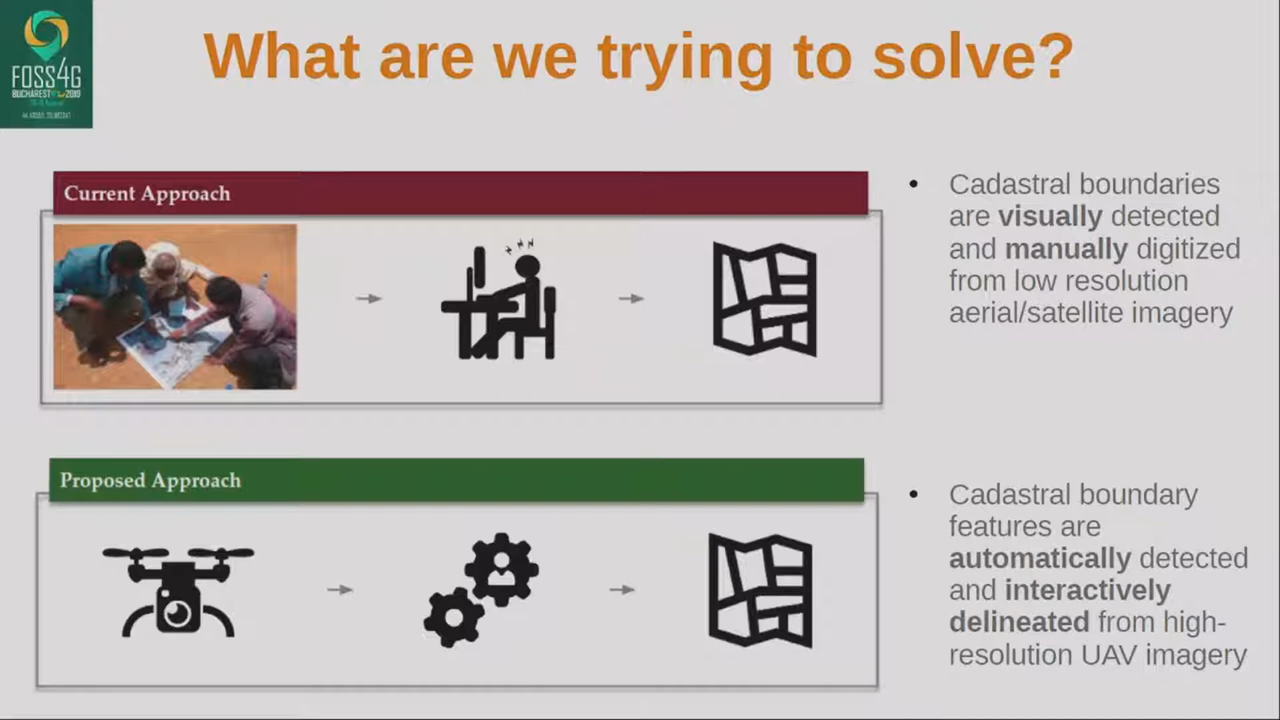 What are we trying to solve?
FOSS4G
BUCHAREST 2019
Current Approach
• Cadastral boundaries
are visually detected
and manually digitized
from low resolution
aerial/satellite imagery
Proposed Approach
• Cadastral boundary
features are
automatically detected
and interactively
delineated from high-
resolution UAV imagery